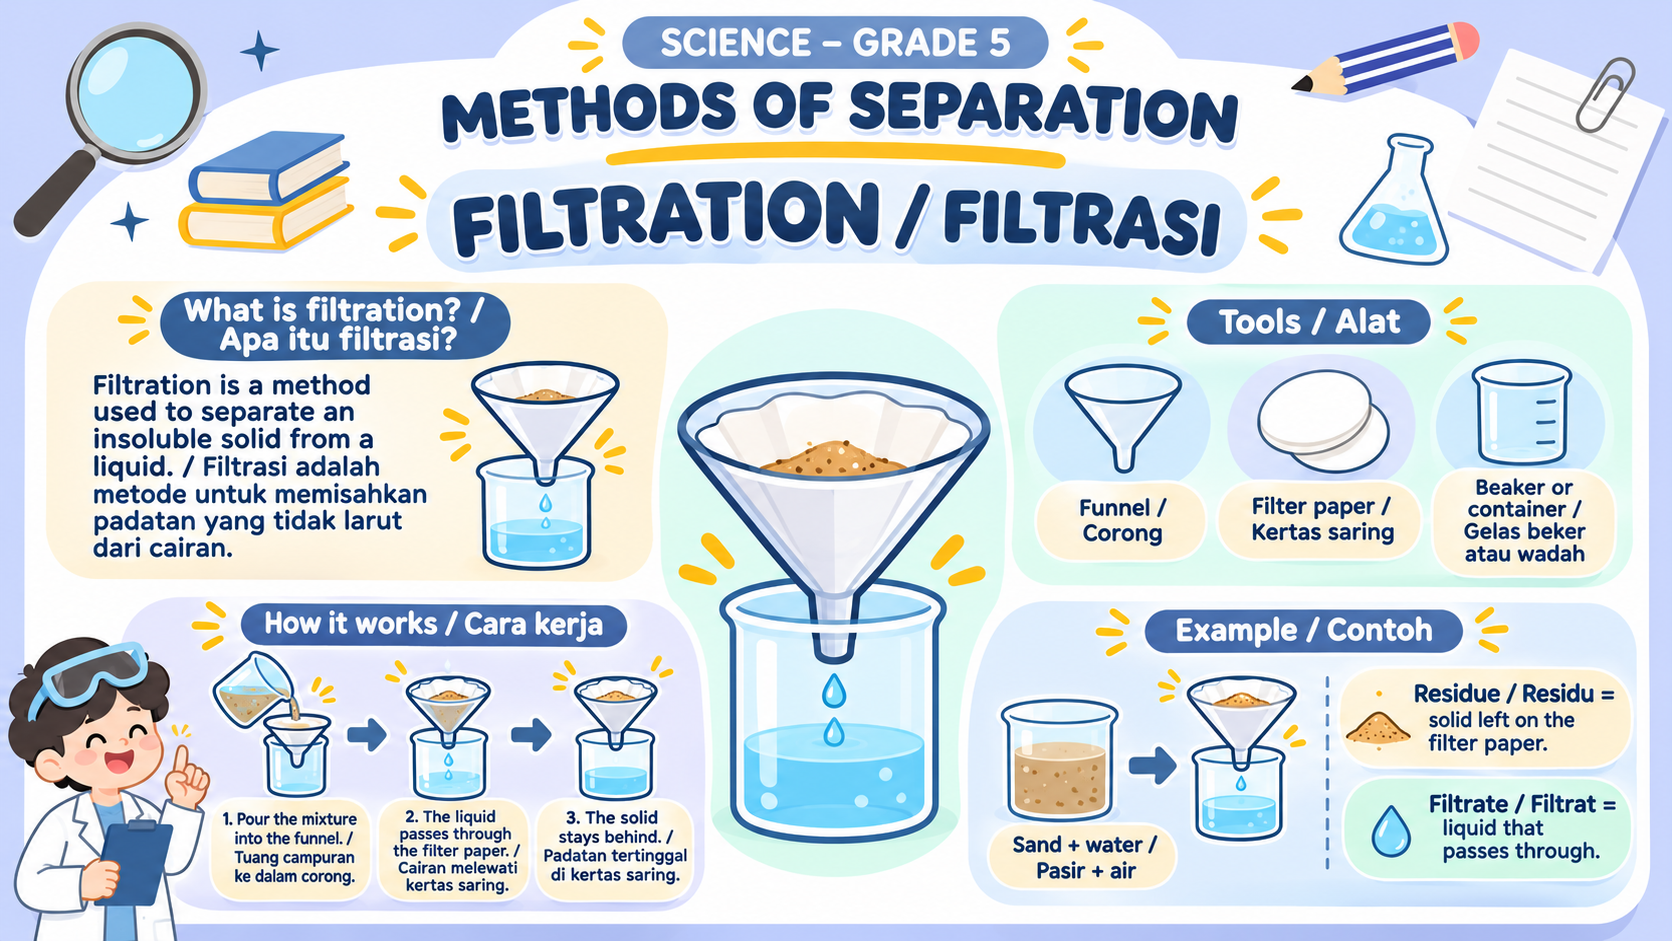 SCIENCE – GRADE 5
METHODS OF SEPARATION
FILTRATION / FILTRASI
What is filtration? /
Apa itu filtrasi?
Filtration is a method
used to separate an
insoluble solid from a
liquid. / Filtrasi adalah
metode untuk memisahkan
padatan yang tidak larut
dari cairan.
Tools / Alat
Funnel /
Corong
Filter paper /
Kertas saring
Beaker or
container /
Gelas beker
atau wadah
How it works / Cara kerja
1. Pour the mixture
into the funnel. /
Tuang campuran
ke dalam corong.
2. The liquid
passes through
the filter paper. /
Cairan melewati
kertas saring.
3. The solid
stays behind. /
Padatan tertinggal
di kertas saring.
Example / Contoh
Sand + water /
Pasir + air
Residue / Residu =
solid left on the
filter paper.
Filtrate / Filtrat =
liquid that
passes through.